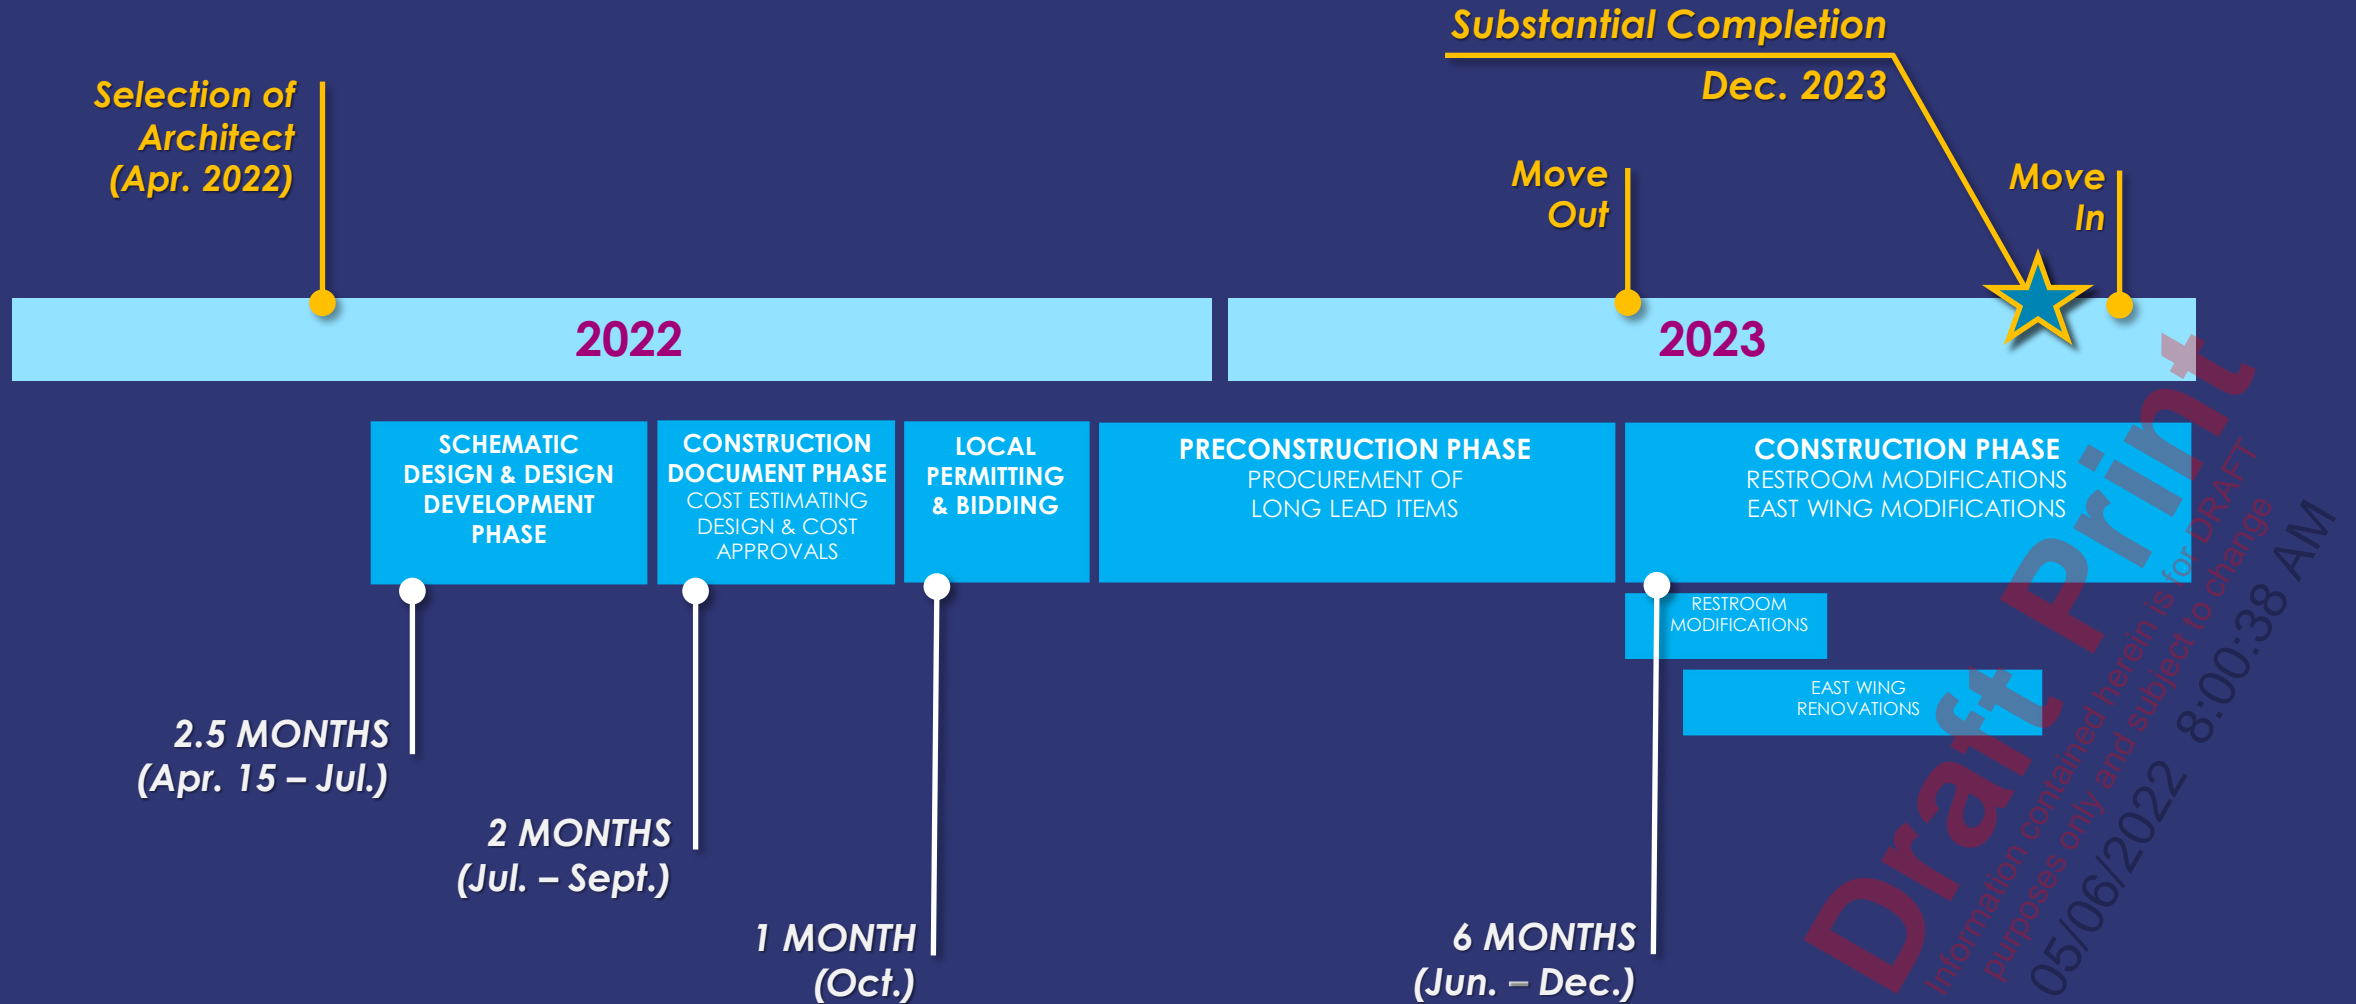 Substantial Completion
Dec. 2023
Selection of
Architect
(Apr. 2022)
Move
Out
Move
In
2022
2023
SCHEMATIC
DESIGN & DESIGN
DEVELOPMENT
PHASE
CONSTRUCTION
DOCUMENT PHASE
COST ESTIMATING
DESIGN & COST
APPROVALS
LOCAL
PERMITTING
& BIDDING
PRECONSTRUCTION PHASE
PROCUREMENT OF
LONG LEAD ITEMS
CONSTRUCTION PHASE
RESTROOM MODIFICATIONS
EAST WING MODIFICATIONS
RESTROOM
MODIFICATIONS
EAST WING
RENOVATIONS
2.5 MONTHS
(Apr. 15 – Jul.)
2 MONTHS
(Jul. – Sept.)
1 MONTH
(Oct.)
6 MONTHS
(Jun. – Dec.)
Draft Print
Information contained herein is for DRAFT
purposes only and subject to change
05/06/2022 8:00:38 AM